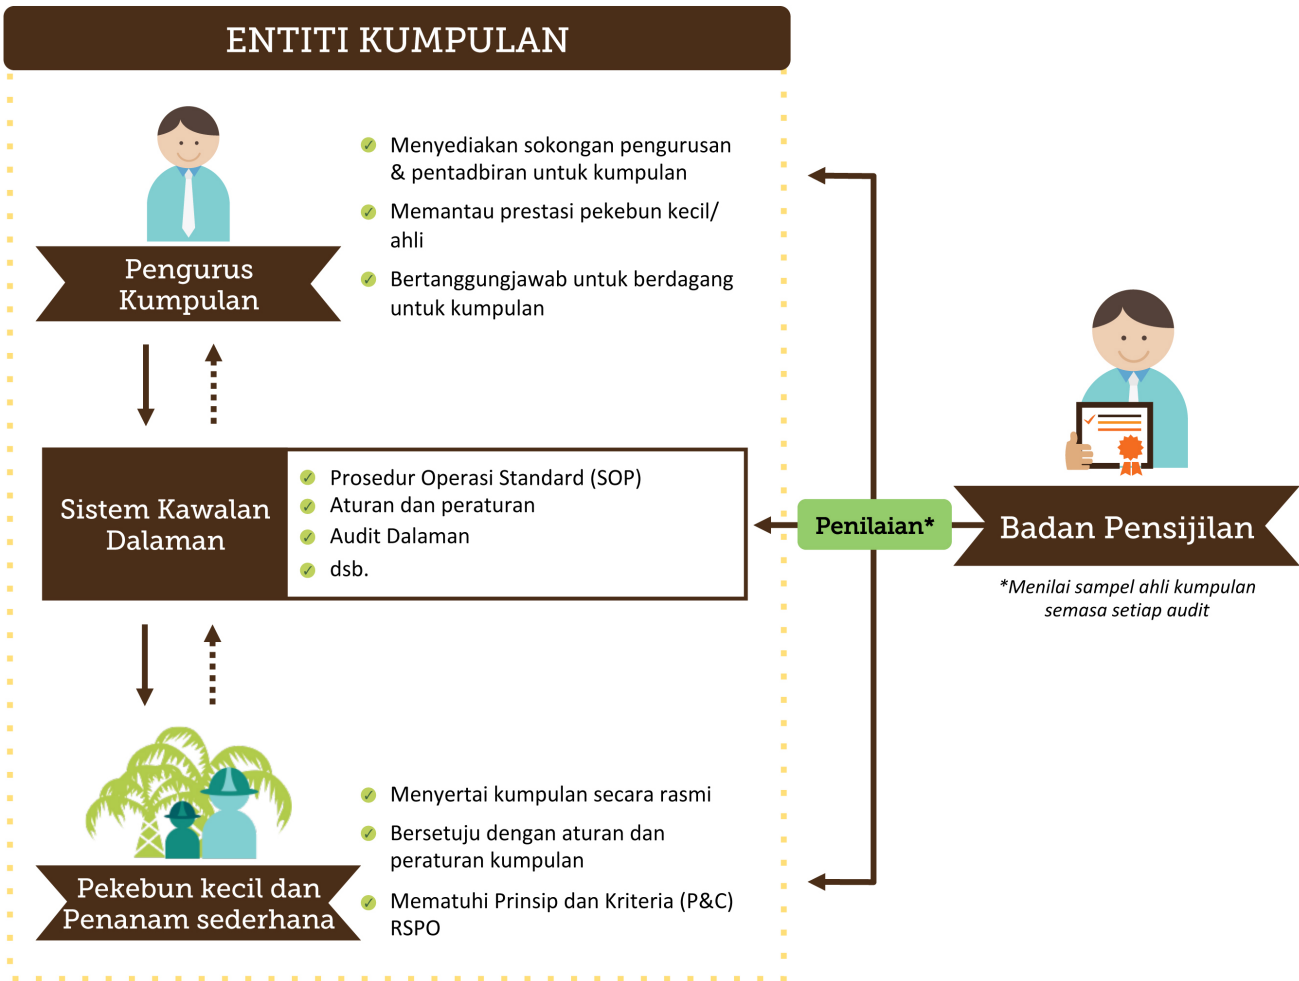 ENTITI KUMPULAN
Menyediakan sokongan pengurusan
& pentadbiran untuk kumpulan
Memantau prestasi pekebun kecil/
ahli
Bertanggungjawab untuk berdagang
untuk kumpulan
Pengurus
Kumpulan
Sistem Kawalan
Dalaman
Prosedur Operasi Standard (SOP)
Aturan dan peraturan
Audit Dalaman
dsb.
Penilaian*
Badan Pensijilan
*Menilai sampel ahli kumpulan
semasa setiap audit
Menyertai kumpulan secara rasmi
Bersetuju dengan aturan dan
peraturan kumpulan
Mematuhi Prinsip dan Kriteria (P&C)
RSPO
Pekebun kecil dan
Penanam sederhana